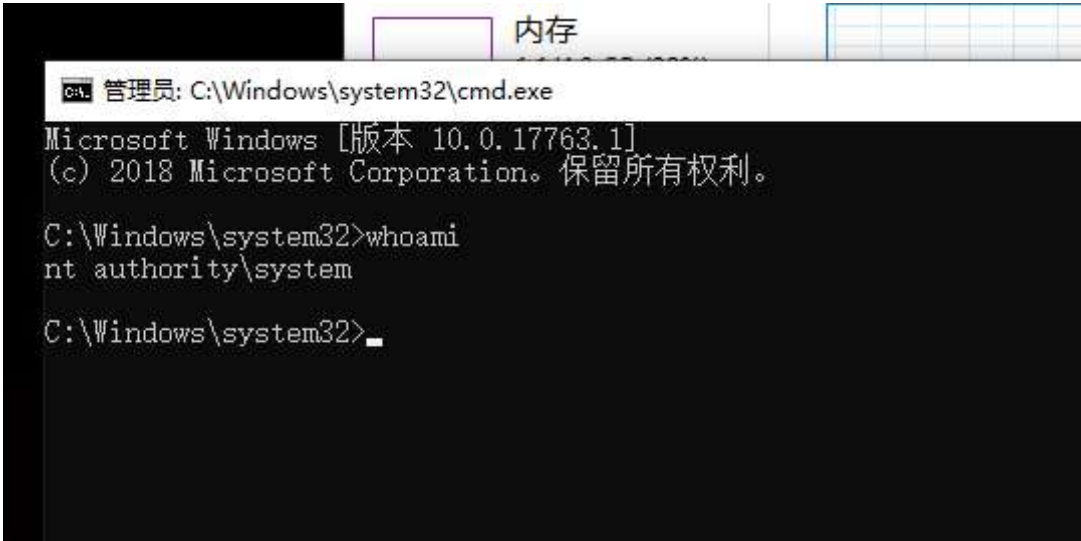 内存
管理员: C:\Windows\system32\cmd.exe
Microsoft Windows [版本 10.0.17763.1]
(c) 2018 Microsoft Corporation。保留所有权利。
C:\Windows\system32>whoami
nt authority\system
C:\Windows\system32>